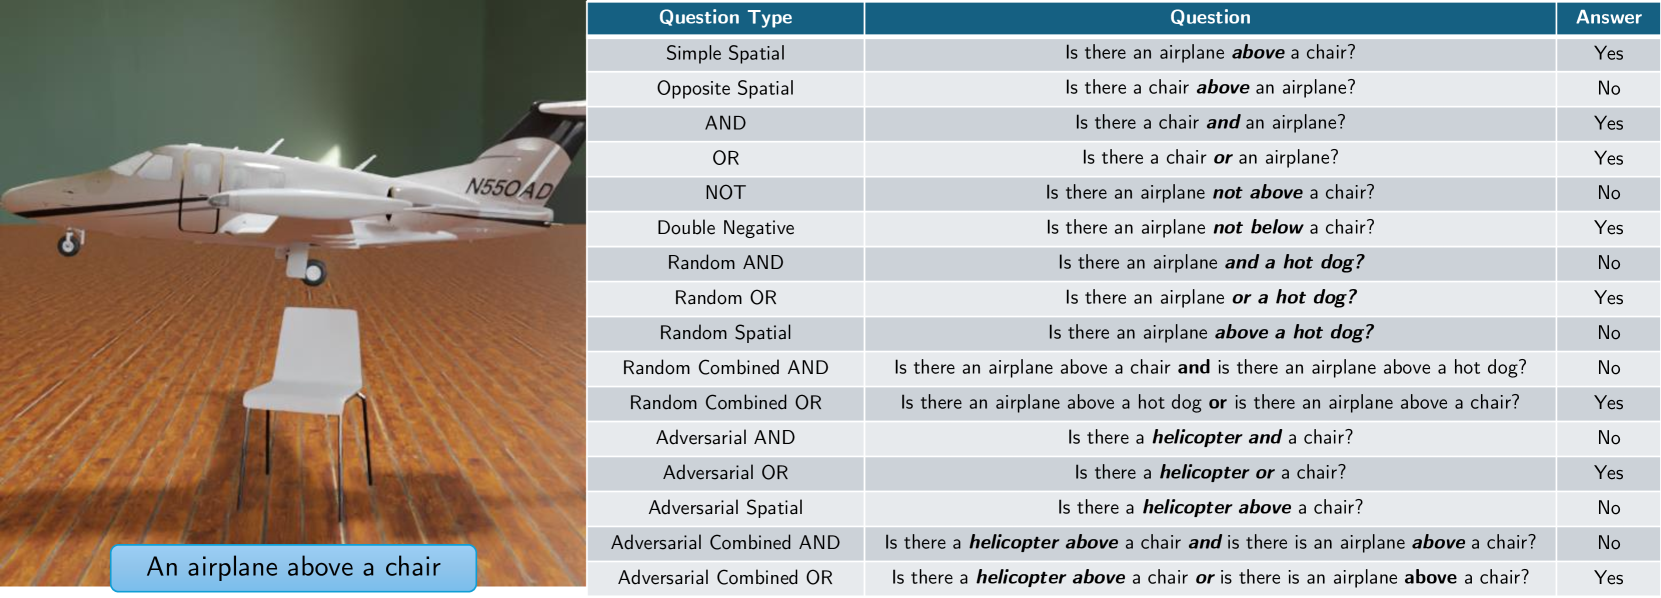 N550AD
An airplane above a chair
Question Type Question Answer
Simple Spatial Is there an airplane above a chair? Yes
Opposite Spatial Is there a chair above an airplane? No
AND Is there a chair and an airplane? Yes
OR Is there a chair or an airplane? Yes
NOT Is there an airplane not above a chair? No
Double Negative Is there an airplane not below a chair? Yes
Random AND Is there an airplane and a hot dog? No
Random OR Is there an airplane or a hot dog? Yes
Random Spatial Is there an airplane above a hot dog? No
Random Combined AND Is there an airplane above a chair and is there an airplane above a hot dog? No
Random Combined OR Is there an airplane above a hot dog or is there an airplane above a chair? Yes
Adversarial AND Is there a helicopter and a chair? No
Adversarial OR Is there a helicopter or a chair? Yes
Adversarial Spatial Is there a helicopter above a chair? No
Adversarial Combined AND Is there a helicopter above a chair and is there is an airplane above a chair? No
Adversarial Combined OR Is there a helicopter above a chair or is there is an airplane above a chair? Yes